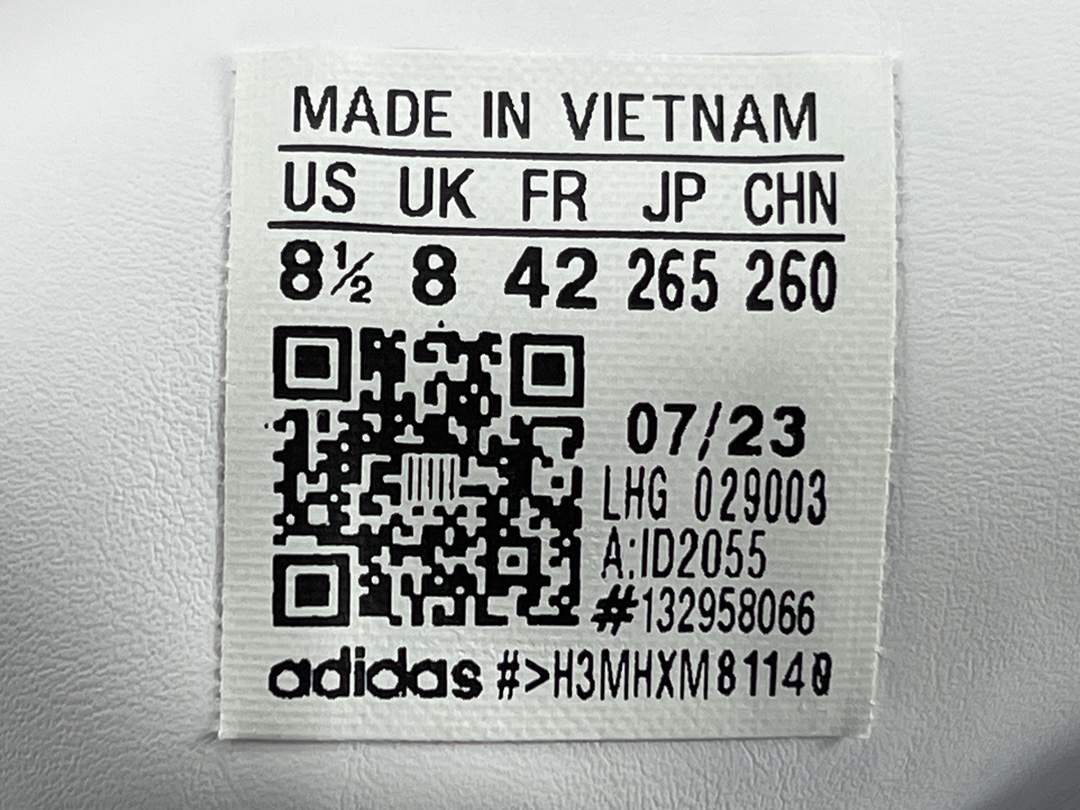 MADE IN VIETNAM
US UK FR JP CHN
8½ 8 42 265 260
07/23
LHG 029003
A:ID2055
#132958066
adidas #>H3MHXM81140